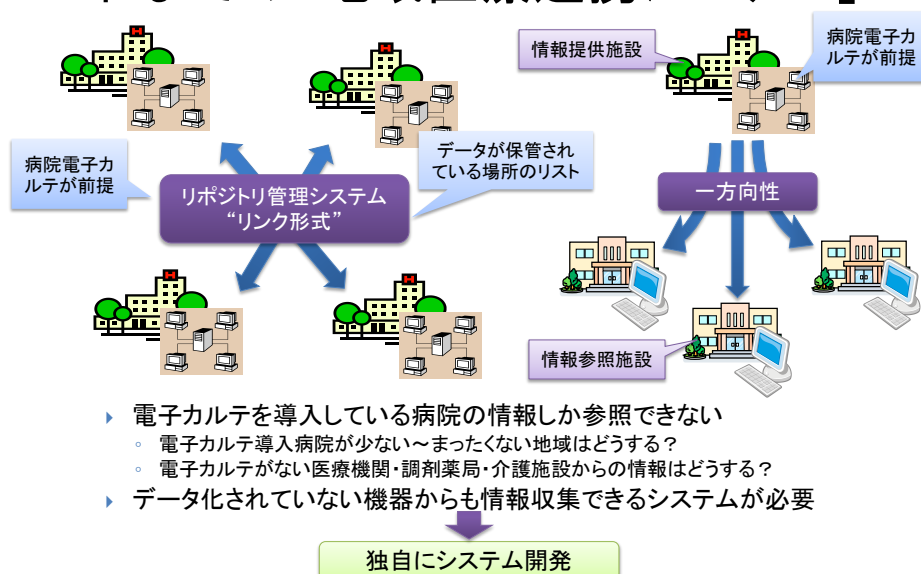 情報提供施設
病院電子カ
ルテが前提
病院電子カ
ルテが前提
リポジトリ管理システム
“リンク形式”
データが保管され
ている場所のリスト
一方向性
情報参照施設
電子カルテを導入している病院の情報しか参照できない
電子カルテ導入病院が少ない～まったくない地域はどうする？
電子カルテがない医療機関・調剤薬局・介護施設からの情報はどうする？
データ化されていない機器からも情報収集できるシステムが必要
独自にシステム開発